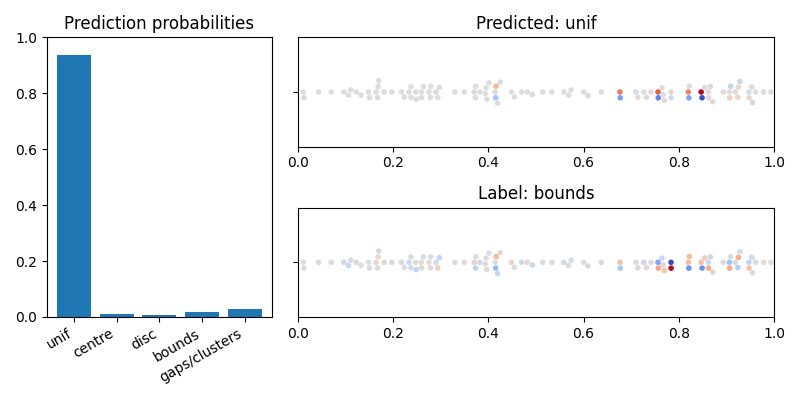 Prediction probabilities
1.0
0.8
0.6
0.4
0.2
0.0
unif
centre
disc
bounds
gaps/clusters
Predicted: unif
0.0 0.2 0.4 0.6 0.8 1.0
Label: bounds
0.0 0.2 0.4 0.6 0.8 1.0